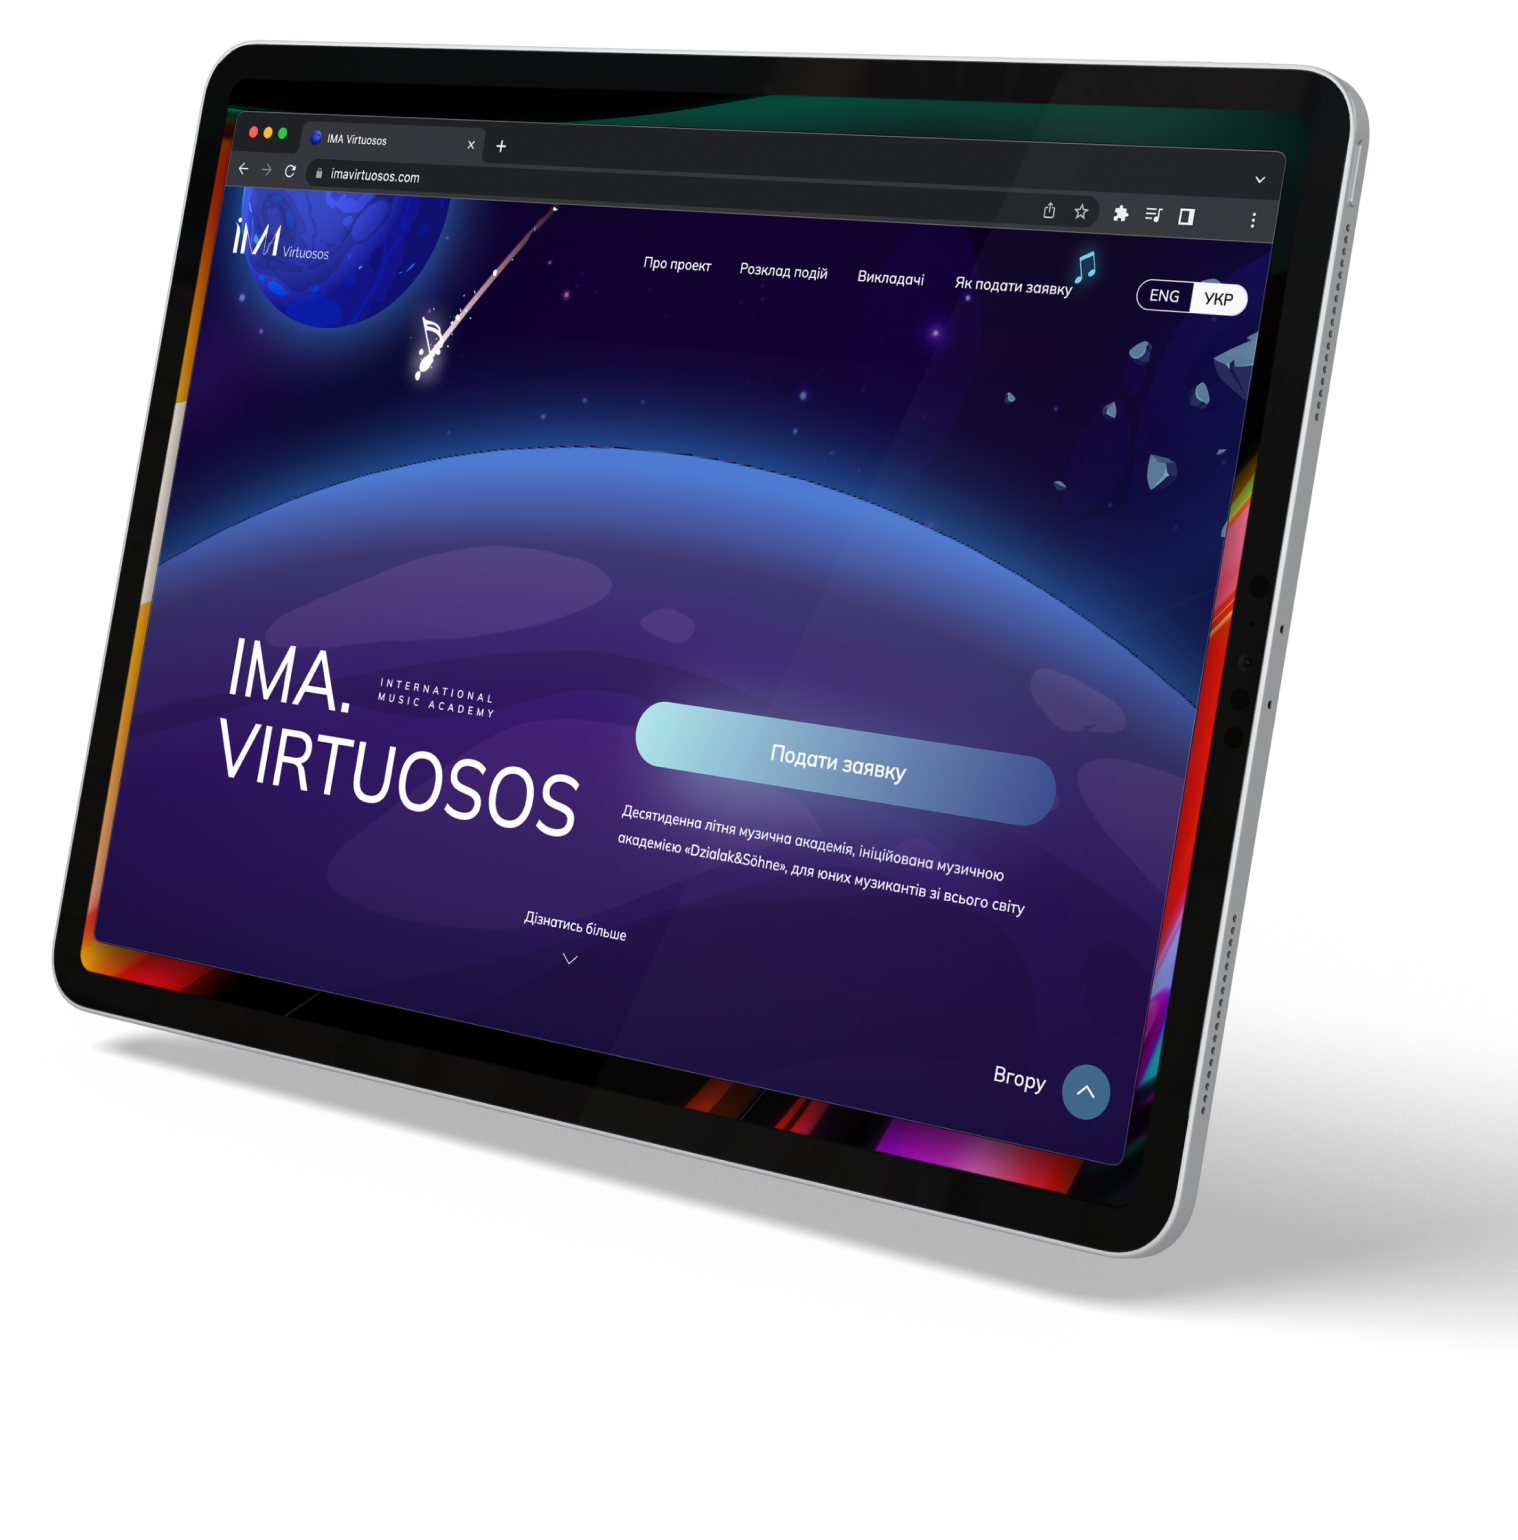 IMA Virtuosos
imavirtuosos.com
iMA Virtuosos
Про проект
Розклад подій
Викладачі
Як подати заявку
ENG
УКР
IMA.
INTERNATIONAL
MUSIC ACADEMY
VIRTUOSOS
Подати заявку
Десятиденна літня музична академія, ініційована музичною
академією «Dzialak&Söhne», для юних музикантів зі всього світу
Дізнатись більше
Вгору